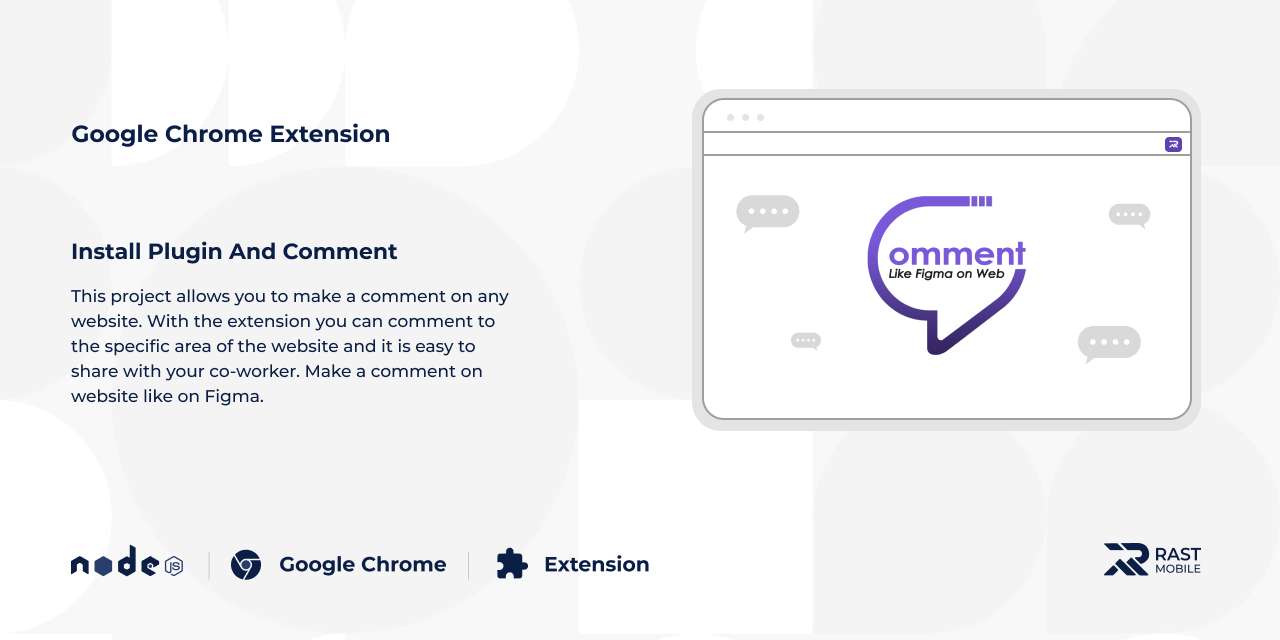 Google Chrome Extension
Install Plugin And Comment
This project allows you to make a comment on any
website. With the extension you can comment to
the specific area of the website and it is easy to
share with your co-worker. Make a comment on
website like on Figma.
omment
Like Figma on Web
node JS
Google Chrome
Extension
RAST
MOBILE